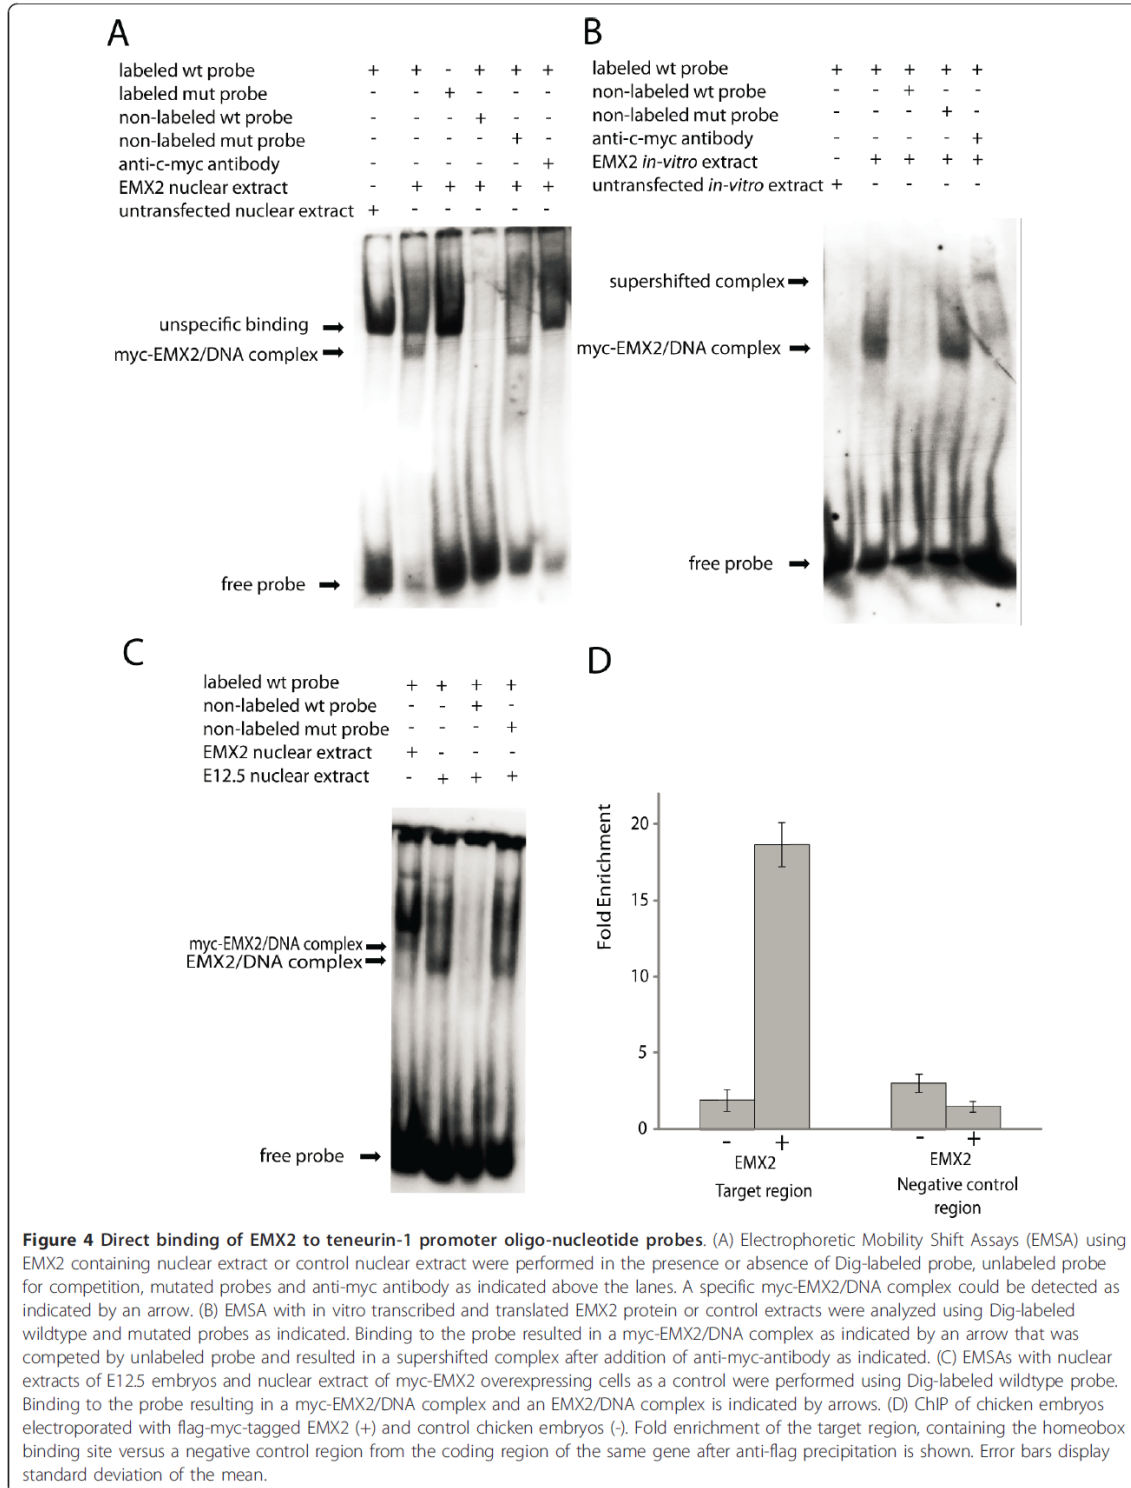 A
labeled wt probe + + - + + +
labeled mut probe - - + - - -
non-labeled wt probe - - - + - -
non-labeled mut probe - - - - + -
anti-c-myc antibody - - - - - +
EMX2 nuclear extract - + + + + +
untransfected nuclear extract + - - - - -
unspecific binding
myc-EMX2/DNA complex
free probe
B
labeled wt probe + + + + +
non-labeled wt probe - - + - -
non-labeled mut probe - - - + -
anti-c-myc antibody - - - - +
EMX2 in-vitro extract - + + + +
untransfected in-vitro extract + - - - -
supershifted complex
myc-EMX2/DNA complex
free probe
C
labeled wt probe + + + +
non-labeled wt probe - - + -
non-labeled mut probe - - - +
EMX2 nuclear extract + - - -
E12.5 nuclear extract - + + +
myc-EMX2/DNA complex
EMX2/DNA complex
free probe
D
Fold Enrichment
20
15
10
5
0
- + - +
EMX2 EMX2
Target region Negative control
region
Figure 4 Direct binding of EMX2 to teneurin-1 promoter oligo-nucleotide probes. (A) Electrophoretic Mobility Shift Assays (EMSA) using
EMX2 containing nuclear extract or control nuclear extract were performed in the presence or absence of Dig-labeled probe, unlabeled probe
for competition, mutated probes and anti-myc antibody as indicated above the lanes. A specific myc-EMX2/DNA complex could be detected as
indicated by an arrow. (B) EMSA with in vitro transcribed and translated EMX2 protein or control extracts were analyzed using Dig-labeled
wildtype and mutated probes as indicated. Binding to the probe resulted in a myc-EMX2/DNA complex as indicated by an arrow that was
competed by unlabeled probe and resulted in a supershifted complex after addition of anti-myc-antibody as indicated. (C) EMSAs with nuclear
extracts of E12.5 embryos and nuclear extract of myc-EMX2 overexpressing cells as a control were performed using Dig-labeled wildtype probe.
Binding to the probe resulting in a myc-EMX2/DNA complex and an EMX2/DNA complex is indicated by arrows. (D) ChIP of chicken embryos
electroporated with flag-myc-tagged EMX2 (+) and control chicken embryos (-). Fold enrichment of the target region, containing the homeobox
binding site versus a negative control region from the coding region of the same gene after anti-flag precipitation is shown. Error bars display
standard deviation of the mean.